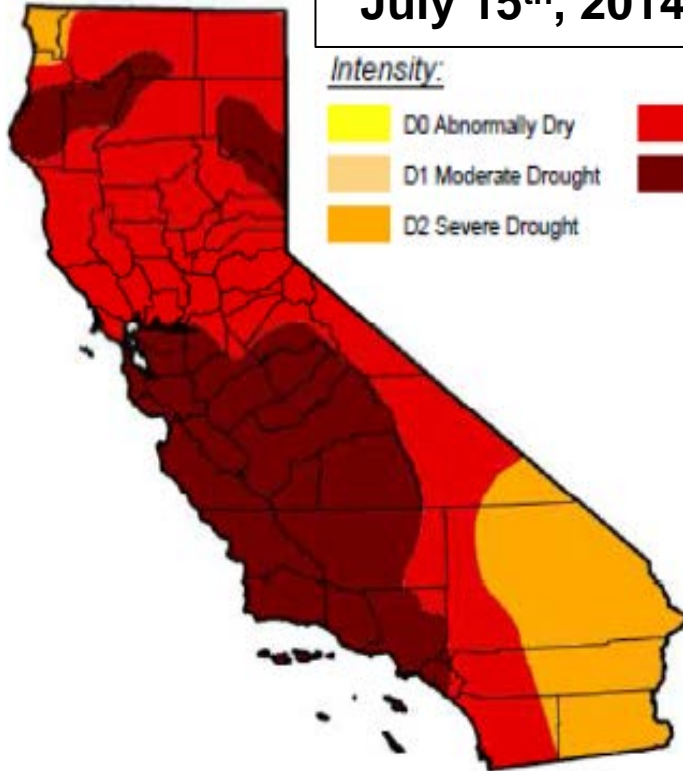 July 15th, 2014
Intensity:
D0 Abnormally Dry
D1 Moderate Drought
D2 Severe Drought